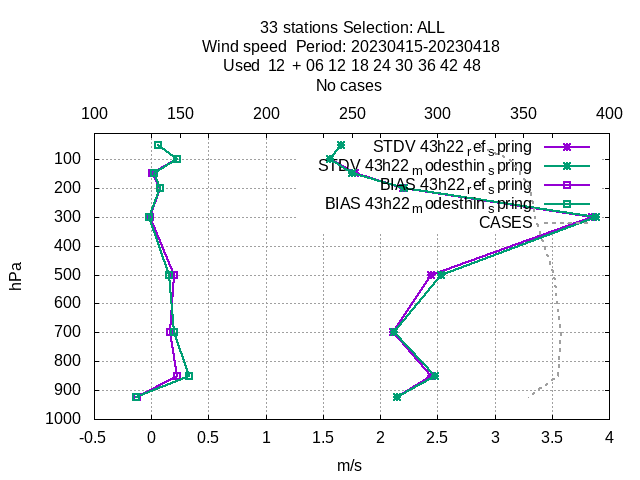 33 stations Selection: ALL
Wind speed  Period: 20230415-20230418
Used  12  + 06 12 18 24 30 36 42 48
No cases
100 150 200 250 300 350 400
STDV 43h22_ref_spring
STDV 43h22_modesthin_spring
BIAS 43h22_ref_spring
BIAS 43h22_modesthin_spring
CASES
100
200
300
400
500
600
700
800
900
1000
hPa
-0.5 0 0.5 1 1.5 2 2.5 3 3.5 4
m/s